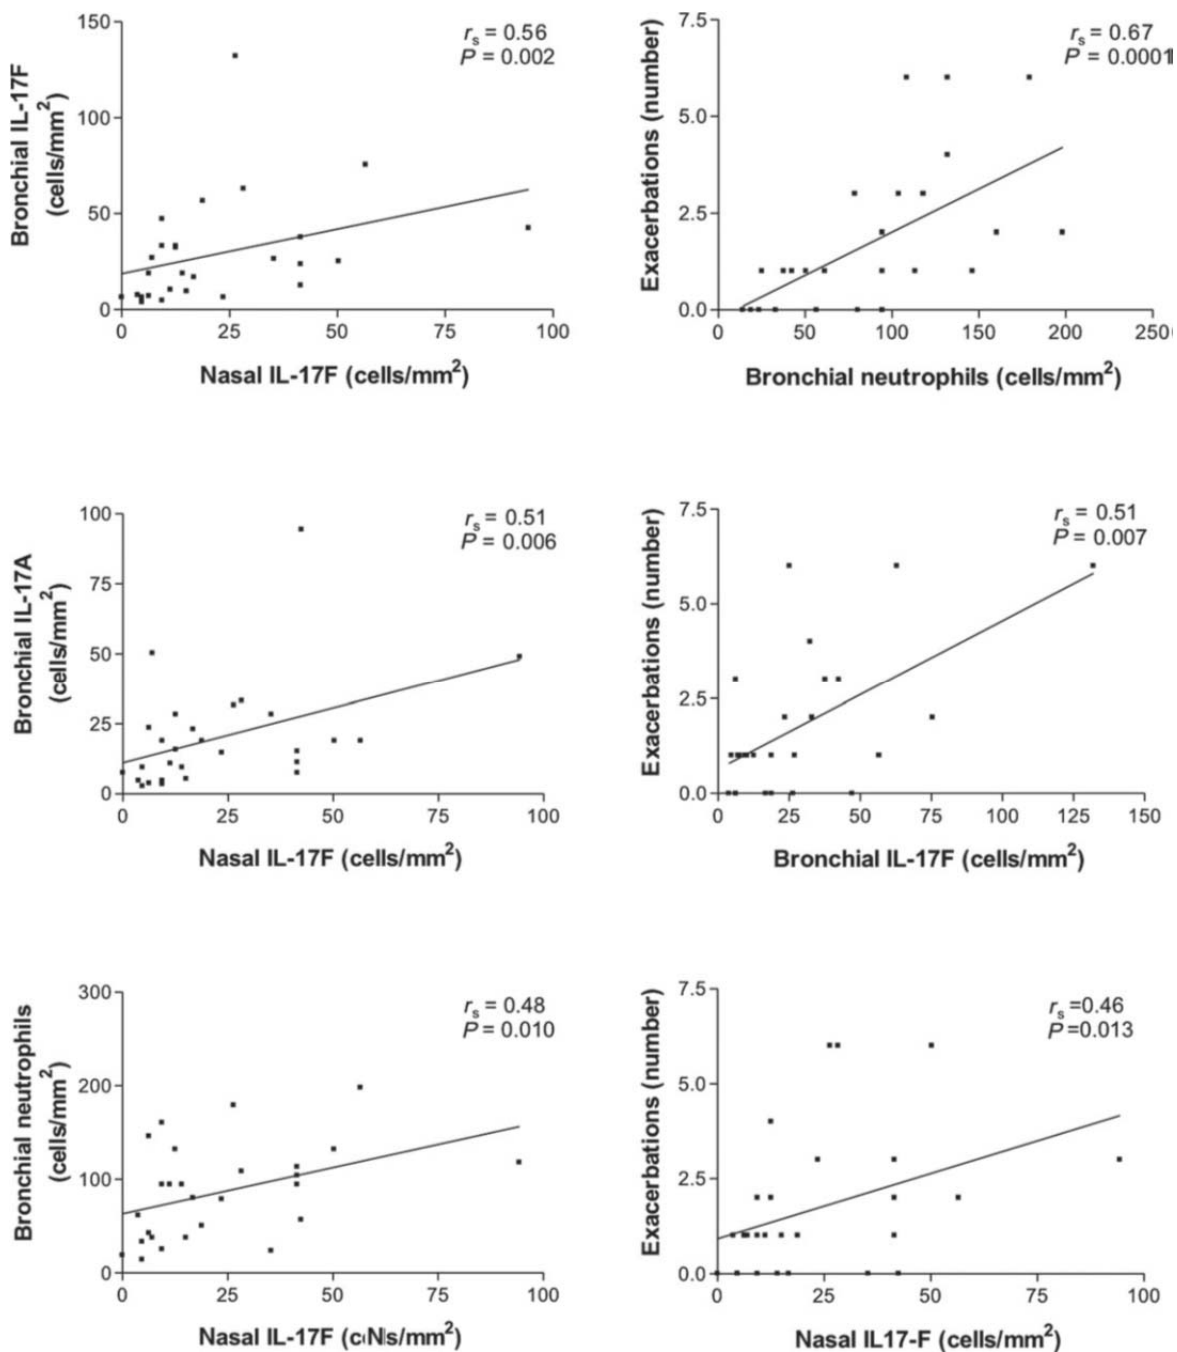 150
100
50
0
0
25
50
75
100
Bronchial IL-17F
(cells/mm²)
Nasal IL-17F (cells/mm²)
rs = 0.56
P = 0.002
7.5
5.0
2.5
0.0
0
50
100
150
200
250
Exacerbations (number)
Bronchial neutrophils (cells/mm²)
rs = 0.67
P = 0.0001
100
75
50
25
0
0
25
50
75
100
Bronchial IL-17A
(cells/mm²)
Nasal IL-17F (cells/mm²)
rs = 0.51
P = 0.006
7.5
5.0
2.5
0.0
0
25
50
75
100
125
150
Exacerbations (number)
Bronchial IL-17F (cells/mm²)
rs = 0.51
P = 0.007
300
200
100
0
0
25
50
75
100
Bronchial neutrophils
(cells/mm²)
Nasal IL-17F
rs = 0.48
P = 0.010
7.5
5.0
2.5
0.0
0
25
50
75
100
Exacerbations (number)
Nasal IL17-F (cells/mm²)
rs =0.46
P =0.013